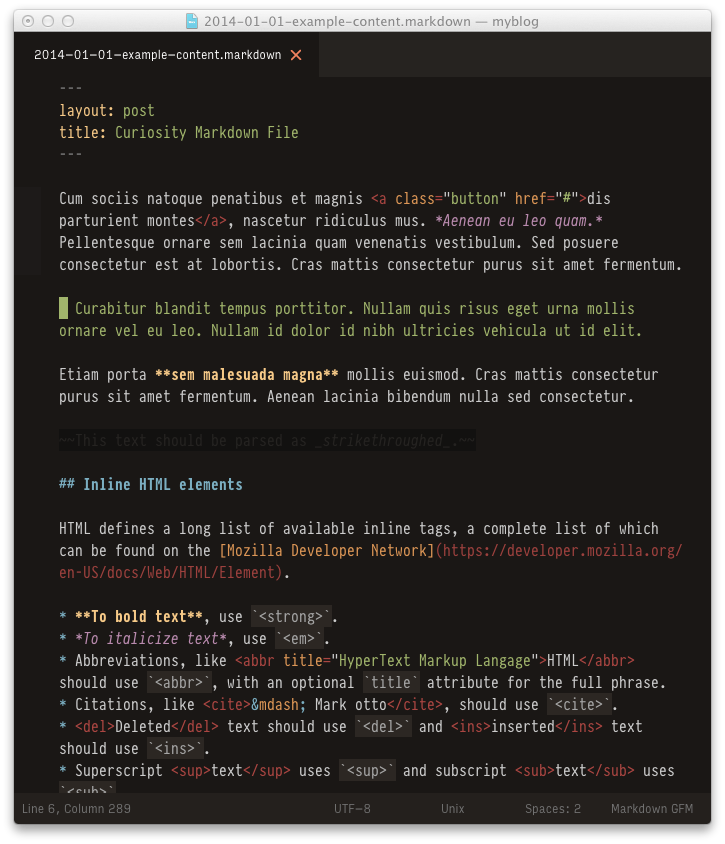 2014-01-01-example-content.markdown — myblog
2014-01-01-example-content.markdown
---
layout: post
title: Curiosity Markdown File
---
Cum sociis natoque penatibus et magnis <a class="button" href="#">dis
parturient montes</a>, nascetur ridiculus mus. *Aenean eu leo quam.*
Pellentesque ornare sem lacinia quam venenatis vestibulum. Sed posuere
consectetur est at lobortis. Cras mattis consectetur purus sit amet fermentum.
Curabitur blandit tempus porttitor. Nullam quis risus eget urna mollis
ornare vel eu leo. Nullam id dolor id nibh ultricies vehicula ut id elit.
Etiam porta **sem malesuada magna** mollis euismod. Cras mattis consectetur
purus sit amet fermentum. Aenean lacinia bibendum nulla sed consectetur.
~~This text should be parsed as _strikethroughed_.~~
## Inline HTML elements
HTML defines a long list of available inline tags, a complete list of which
can be found on the [Mozilla Developer Network](https://developer.mozilla.org/
en-US/docs/Web/HTML/Element).
* **To bold text**, use `<strong>`.
* *To italicize text*, use `<em>`.
* Abbreviations, like <abbr title="HyperText Markup Langage">HTML</abbr>
should use `<abbr>`, with an optional `title` attribute for the full phrase.
* Citations, like <cite>&mdash; Mark otto</cite>, should use `<cite>`.
* <del>Deleted</del> text should use `<del>` and <ins>inserted</ins> text
should use `<ins>`.
* Superscript <sup>text</sup> uses `<sup>` and subscript <sub>text</sub> uses
`<sub>`.
Line 6, Column 289 UTF-8 Unix Spaces: 2 Markdown GFM